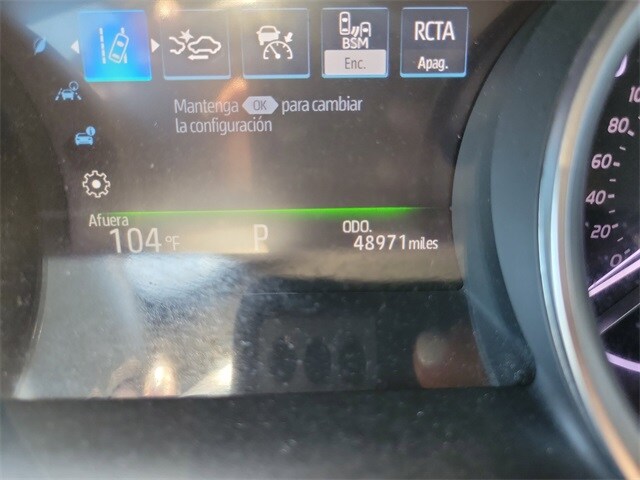 BSM
Enc.
RCTA
Apag.
Mantenga OK para cambiar
la configuración
Afuera
104 °F
P
ODO.
48971 miles
80
60
40
20
0